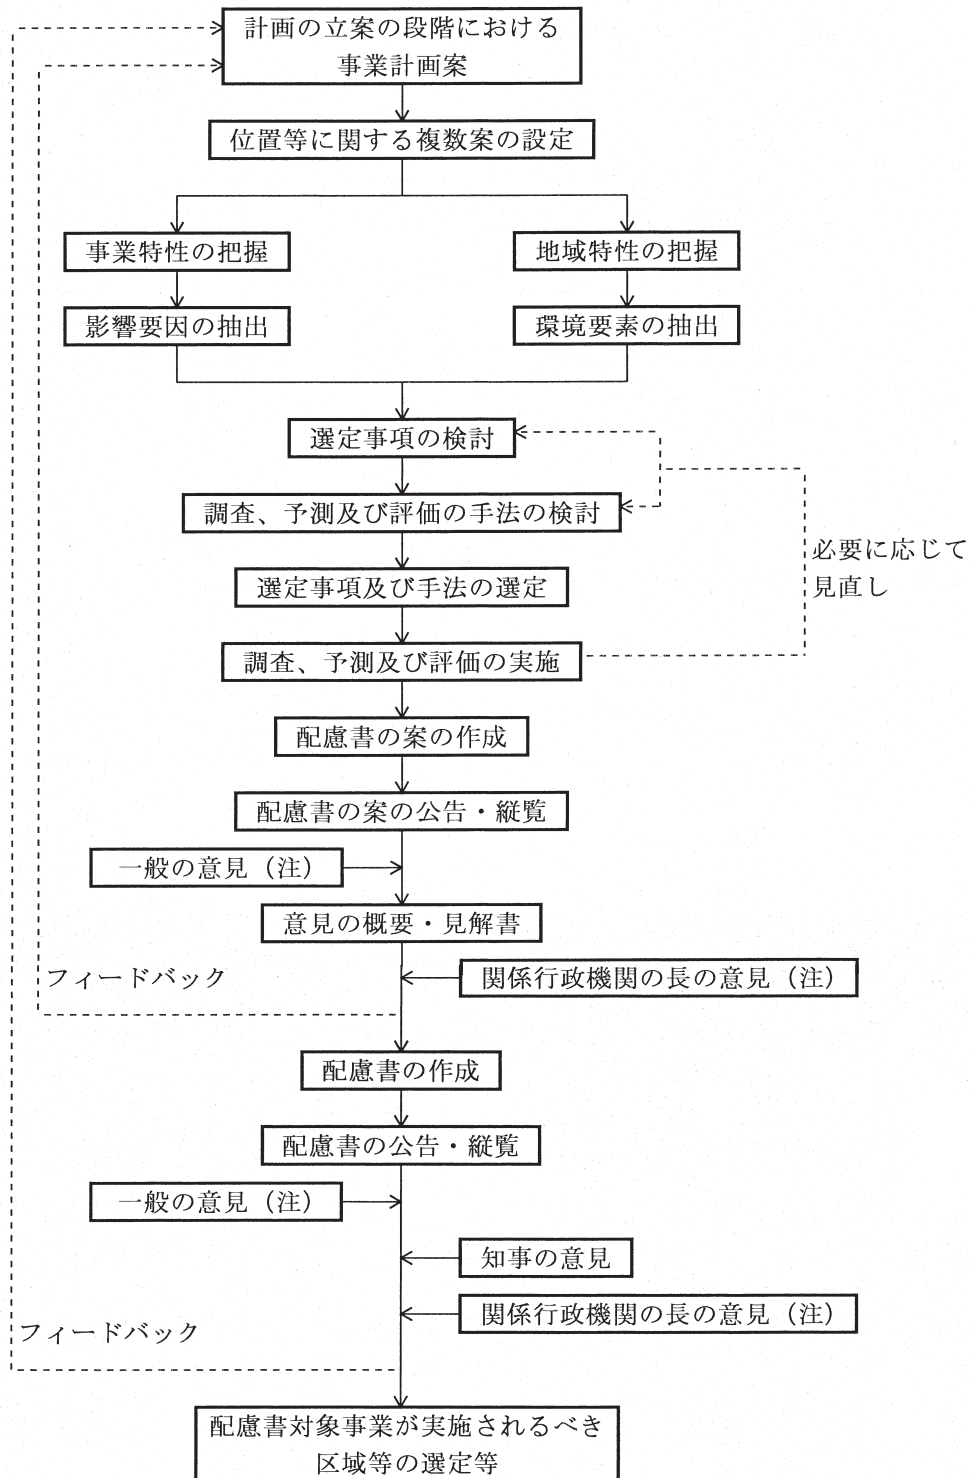 計画の立案の段階における
事業計画案
位置等に関する複数案の設定
事業特性の把握
地域特性の把握
影響要因の抽出
環境要素の抽出
選定事項の検討
調査、予測及び評価の手法の検討
必要に応じて
見直し
選定事項及び手法の選定
調査、予測及び評価の実施
配慮書の案の作成
配慮書の案の公告・縦覧
一般の意見(注)
意見の概要・見解書
フィードバック
関係行政機関の長の意見(注)
配慮書の作成
配慮書の公告・縦覧
一般の意見(注)
知事の意見
関係行政機関の長の意見(注)
フィードバック
配慮書対象事業が実施されるべき
区域等の選定等